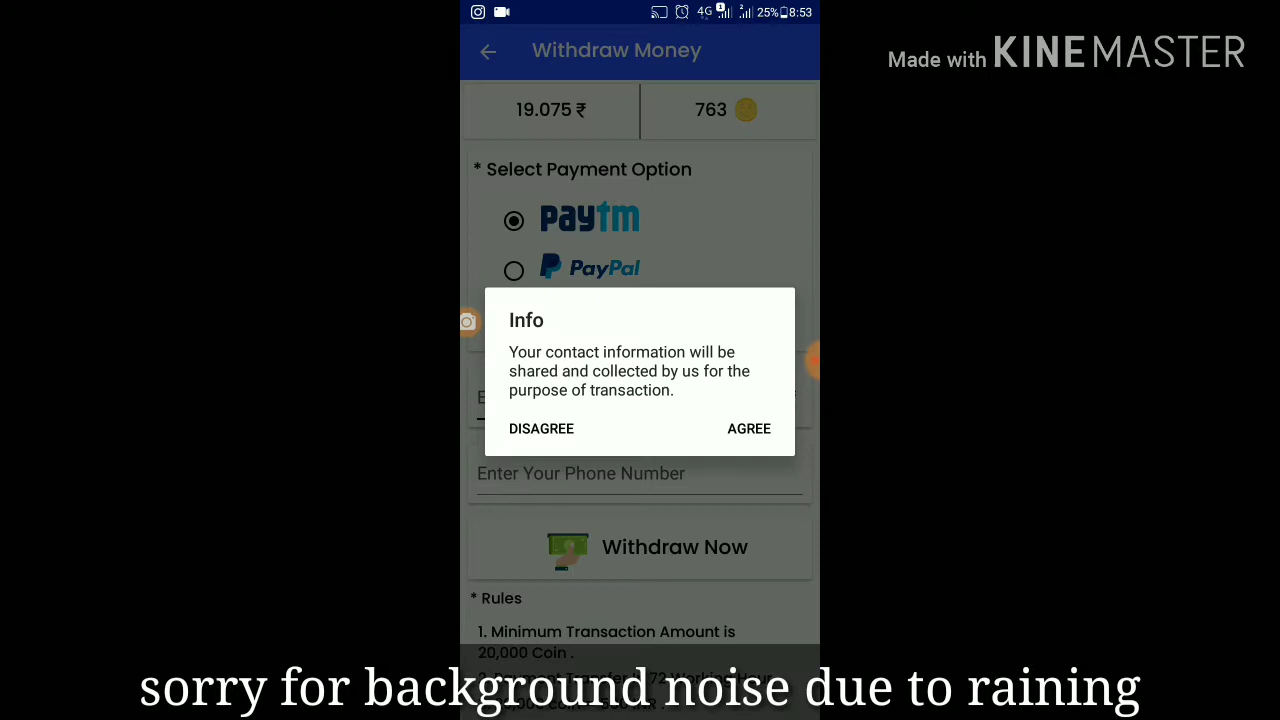 4G 1 2 25% 8:53
Withdraw Money
Made with KINEMASTER
19.075 ₹ 763
* Select Payment Option
paytm
PayPal
Info
Your contact information will be
shared and collected by us for the
purpose of transaction.
DISAGREE AGREE
Enter Your Phone Number
Withdraw Now
* Rules
1. Minimum Transaction Amount is
20,000 Coin .
sorry for background noise due to raining